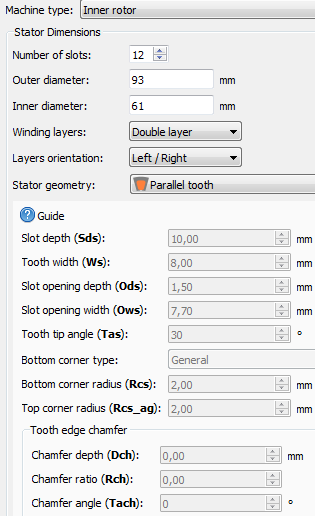 Machine type: Inner rotor
Stator Dimensions
Number of slots: 12
Outer diameter: 93 mm
Inner diameter: 61 mm
Winding layers: Double layer
Layers orientation: Left / Right
Stator geometry: Parallel tooth
? Guide
Slot depth (Sds): 10,00 mm
Tooth width (Ws): 8,00 mm
Slot opening depth (Ods): 1,50 mm
Slot opening width (Ows): 7,70 mm
Tooth tip angle (Tas): 30 °
Bottom corner type: General
Bottom corner radius (Rcs): 2,00 mm
Top corner radius (Rcs_ag): 2,00 mm
Tooth edge chamfer
Chamfer depth (Dch): 0,00 mm
Chamfer ratio (Rch): 0,00
Chamfer angle (Tach): 0 °